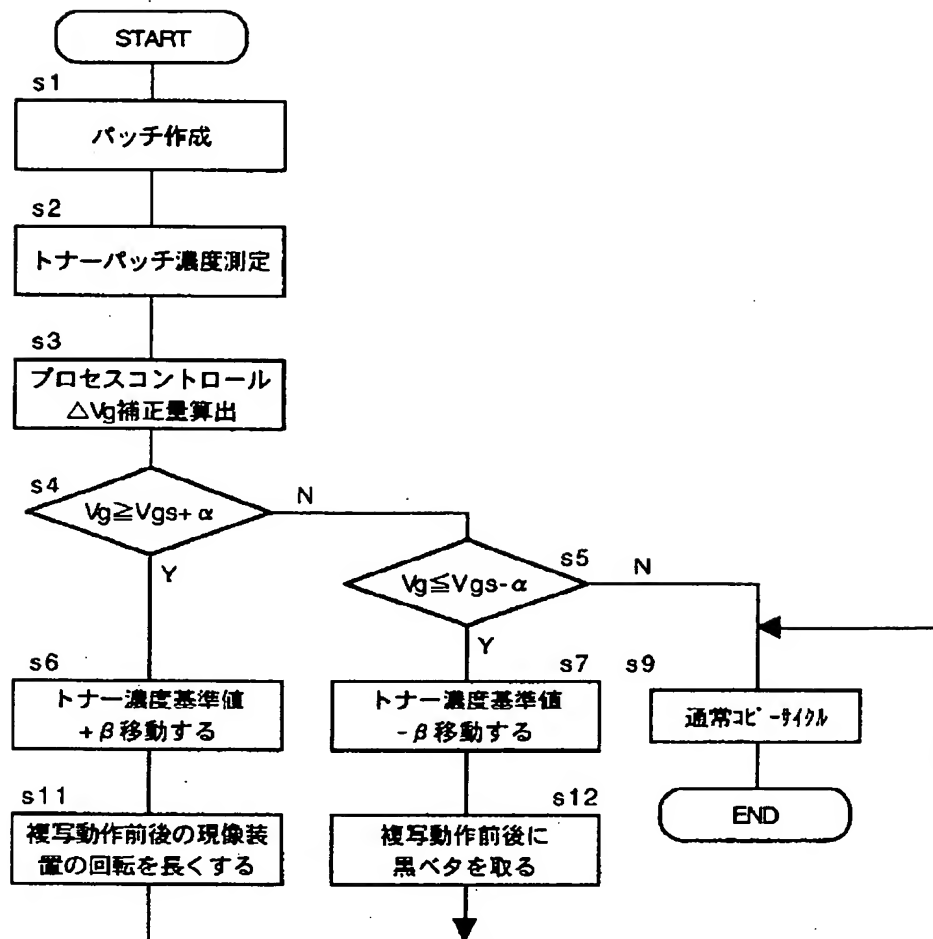 START
s1
パッチ作成
s2
トナーパッチ濃度測定
s3
プロセスコントロール
△Vg補正量算出
s4
Vg≧Vgs+α
N
Y
s5
Vg≦Vgs-α
N
Y
s6
トナー濃度基準値
+β移動する
s7
トナー濃度基準値
-β移動する
s9
通常ｺﾋﾟｰｻｲｸﾙ
END
s11
複写動作前後の現像装
置の回転を長くする
s12
複写動作前後に
黒ベタを取る